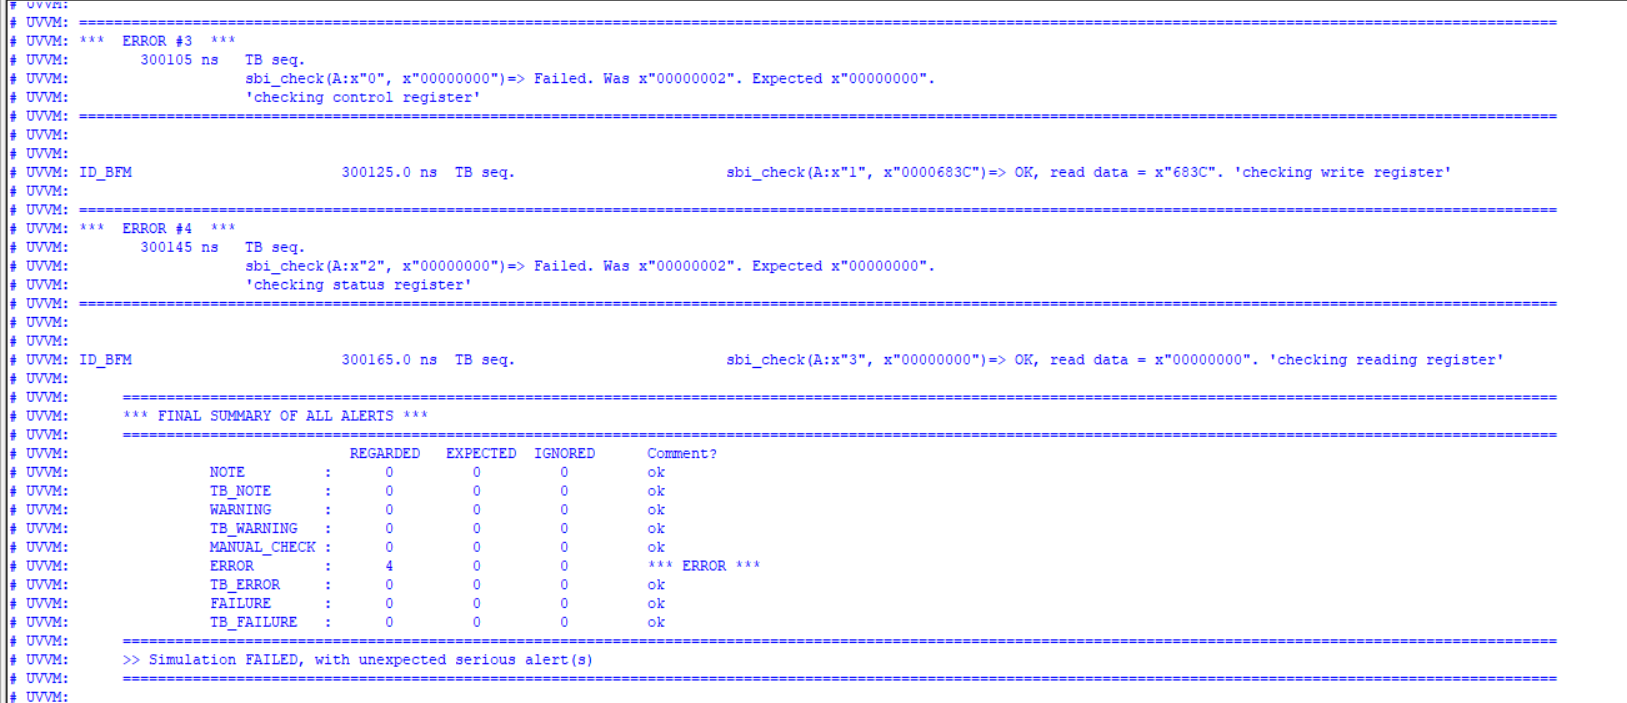 # UVVM:
# UVVM: ==========================================================================================================================================================================
# UVVM: ***  ERROR #3  ***
# UVVM:        300105 ns   TB seq.
# UVVM:                    sbi_check(A:x"0", x"00000000")=> Failed. Was x"00000002". Expected x"00000000".
# UVVM:                    'checking control register'
# UVVM: ==========================================================================================================================================================================
# UVVM:
# UVVM:
# UVVM: ID_BFM                        300125.0 ns  TB seq.                        sbi_check(A:x"1", x"0000683C")=> OK, read data = x"683C". 'checking write register'
# UVVM:
# UVVM: ==========================================================================================================================================================================
# UVVM: ***  ERROR #4  ***
# UVVM:        300145 ns   TB seq.
# UVVM:                    sbi_check(A:x"2", x"00000000")=> Failed. Was x"00000002". Expected x"00000000".
# UVVM:                    'checking status register'
# UVVM: ==========================================================================================================================================================================
# UVVM:
# UVVM:
# UVVM: ID_BFM                        300165.0 ns  TB seq.                        sbi_check(A:x"3", x"00000000")=> OK, read data = x"00000000". 'checking reading register'
# UVVM:
# UVVM:      =====================================================================================================================================================================
# UVVM:      *** FINAL SUMMARY OF ALL ALERTS ***
# UVVM:      =====================================================================================================================================================================
# UVVM:                                REGARDED   EXPECTED  IGNORED      Comment?
# UVVM:                NOTE         :      0         0         0         ok
# UVVM:                TB_NOTE      :      0         0         0         ok
# UVVM:                WARNING      :      0         0         0         ok
# UVVM:                TB_WARNING   :      0         0         0         ok
# UVVM:                MANUAL_CHECK :      0         0         0         ok
# UVVM:                ERROR        :      4         0         0         *** ERROR ***
# UVVM:                TB_ERROR     :      0         0         0         ok
# UVVM:                FAILURE      :      0         0         0         ok
# UVVM:                TB_FAILURE   :      0         0         0         ok
# UVVM:      =====================================================================================================================================================================
# UVVM:      >> Simulation FAILED, with unexpected serious alert(s)
# UVVM:      =====================================================================================================================================================================
# UVVM: